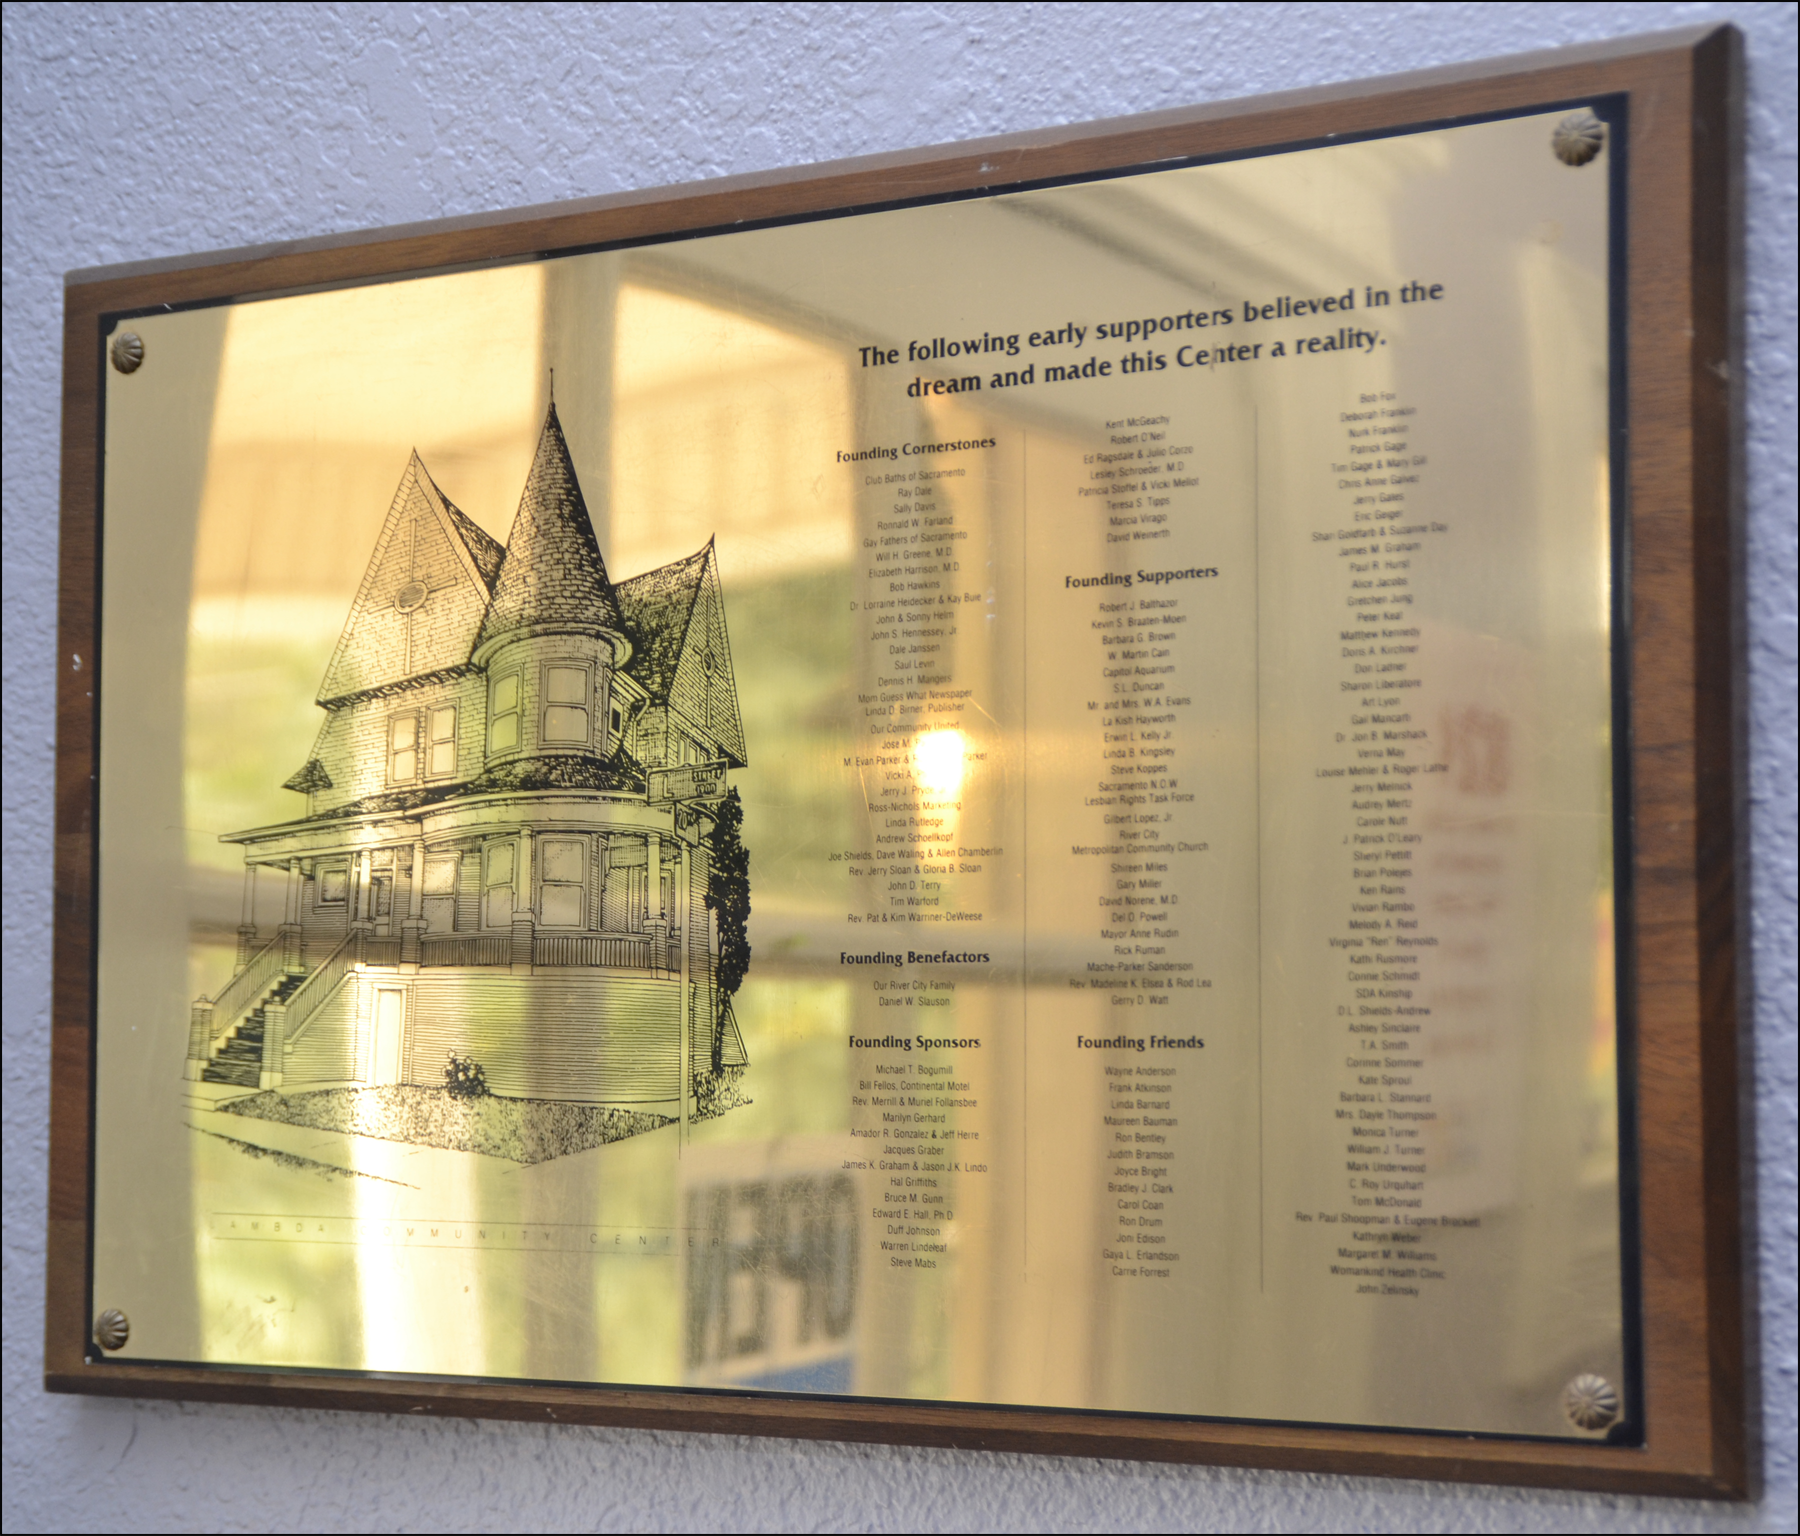 The following early supporters believed in the
dream and made this Center a reality.
Founding Cornerstones
Club Baths of Sacramento
Ray Dale
Sally Davis
Ronnald W. Farland
Gay Fathers of Sacramento
Will H. Greene, M.D.
Elizabeth Harrison, M.D.
Bob Hawkins
Dr. Lorraine Heidecker & Kay Buie
John & Sonny Helm
John S. Hennessey, Jr.
Dale Janssen
Saul Levin
Dennis H. Mangers
Mom Guess What Newspaper
Linda D. Birner, Publisher
Our Community United
Jose M.
M. Evan Parker &
Vicki A.
Jerry J.
Ross-Nichols Marketing
Linda Rutledge
Andrew Schoellkopf
Joe Shields, Dave Waling & Allen Chamberlin
Rev. Jerry Sloan & Gloria B. Sloan
John D. Terry
Tim Warford
Rev. Pat & Kim Warriner-DeWeese
Founding Benefactors
Our River City Family
Daniel W. Slauson
Founding Sponsors
Michael T. Bogumill
Bill Fellos, Continental Motel
Rev. Merrill & Muriel Follansbee
Marilyn Gerhard
Amador R. Gonzalez & Jeff Herre
Jacques Graber
James K. Graham & Jason J.K. Lindo
Hal Griffiths
Bruce M. Gunn
Edward E. Hall, Ph.D.
Duff Johnson
Warren Lindeleaf
Steve Mabs
Kent McGeachy
Robert O'Neil
Ed Ragsdale & Julio Corzo
Lesley Schroeder, M.D.
Patricia Stoffel & Vicki Mellot
Teresa S. Tipps
Marcia Virago
David Weinerth
Founding Supporters
Robert J. Balthazor
Kevin S. Braaten-Moen
Barbara G. Brown
W. Martin Cain
Capitol Aquarium
S.L. Duncan
Mr. and Mrs. W.A. Evans
La Kish Hayworth
Erwin L. Kelly Jr.
Linda B. Kingsley
Steve Koppes
Sacramento N.O.W.
Lesbian Rights Task Force
Gilbert Lopez, Jr.
River City
Metropolitan Community Church
Shireen Miles
Gary Miller
David Norene, M.D.
Del D. Powell
Mayor Anne Rudin
Rick Ruman
Mache-Parker Sanderson
Rev. Madeline K. Elsea & Rod Lea
Gerry D. Watt
Founding Friends
Wayne Anderson
Frank Atkinson
Linda Barnard
Maureen Bauman
Ron Bentley
Judith Bramson
Joyce Bright
Bradley J. Clark
Carol Coan
Ron Drum
Joni Edison
Gaya L. Erlandson
Carrie Forrest
Bob Fox
Deborah Franklin
Nurk Franklin
Patrick Gage
Tim Gage & Mary Gill
Chris Anne Galvez
Jerry Gates
Eric Geiger
Shari Goldfarb & Suzanne Day
James M. Graham
Paul R. Hurst
Alice Jacobs
Gretchen Jung
Peter Keat
Matthew Kennedy
Doris A. Kirchner
Don Ladner
Sharon Liberatore
Art Lyon
Gail Mancarti
Dr. Jon B. Marshack
Verna May
Louise Mehler & Roger Lathe
Jerry Melnick
Audrey Mertz
Carole Nutt
J. Patrick O'Leary
Sheryl Pettitt
Brian Poleyes
Ken Rains
Vivian Rambo
Melody A. Reid
Virginia "Ren" Reynolds
Kathi Rusmore
Connie Schmidt
SDA Kinship
D.L. Shields-Andrew
Ashley Sinclaire
T.A. Smith
Corinne Sommer
Kate Sproul
Barbara L. Stannard
Mrs. Dayle Thompson
Monica Turner
William J. Turner
Mark Underwood
C. Roy Urquhart
Tom McDonald
Rev. Paul Shoopman & Eugene Brockett
Kathryn Weber
Margaret M. Williams
Womankind Health Clinic
John Zelinsky
STREET
1900
LAMBDA COMMUNITY CENTER
OPEN